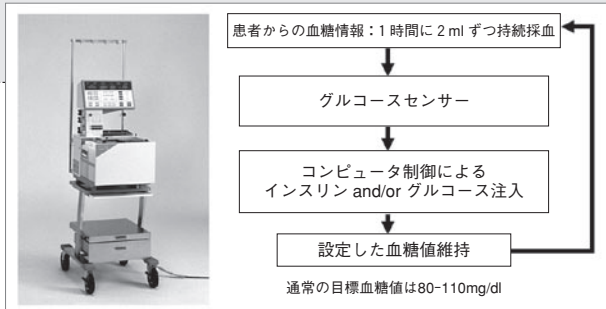 患者からの血糖情報：1時間に2mlずつ持続採血
グルコースセンサー
コンピュータ制御による
インスリン and/or グルコース注入
設定した血糖値維持
通常の目標血糖値は80-110mg/dl